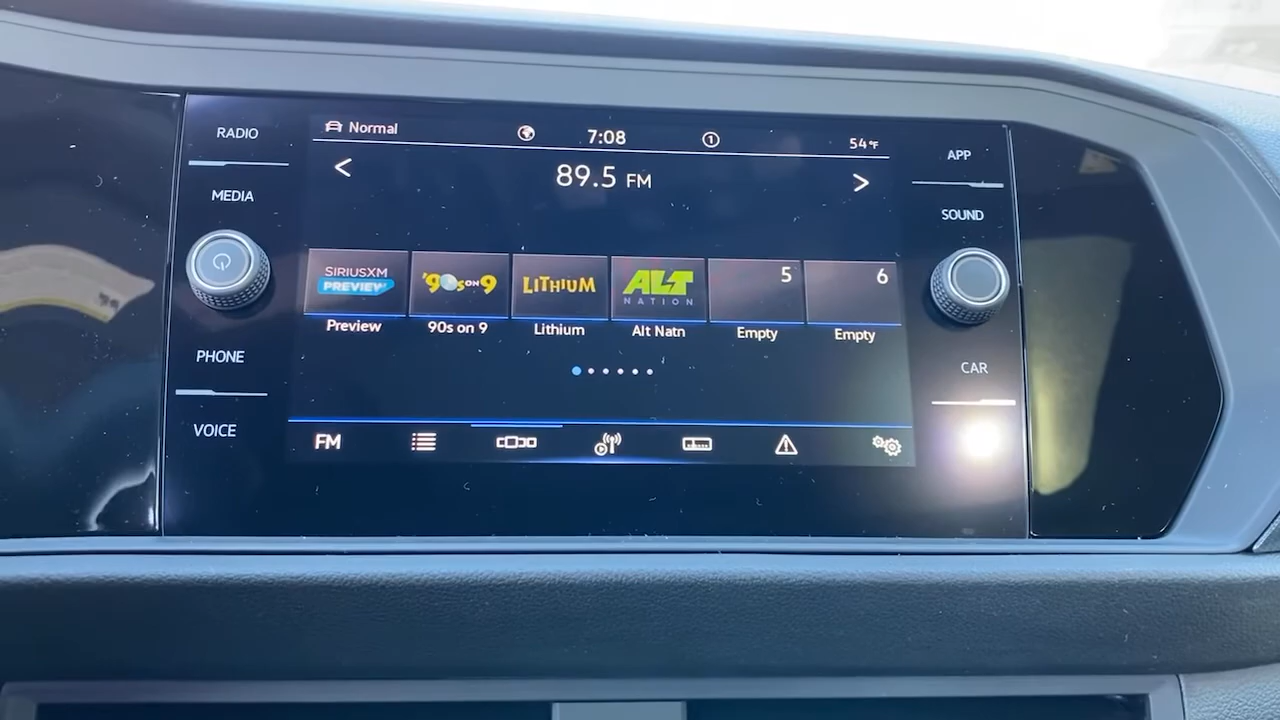 RADIO
MEDIA
PHONE
VOICE
Normal
7:08
1
54°F
< 
89.5 FM
>
SIRIUSXM
PREVIEW
'90s ON 9
LITHIUM
ALT
NATION
5
6
Preview
90s on 9
Lithium
Alt Natn
Empty
Empty
FM
APP
SOUND
CAR